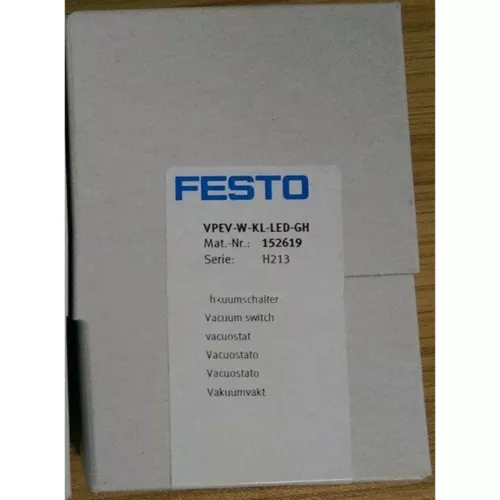 FESTO
VPEV-W-KL-LED-GH
Mat.-Nr.: 152619
Serie: H213
Vacuum switch
vacuostat
Vacuostato
Vacuostato
Vakuumvakt